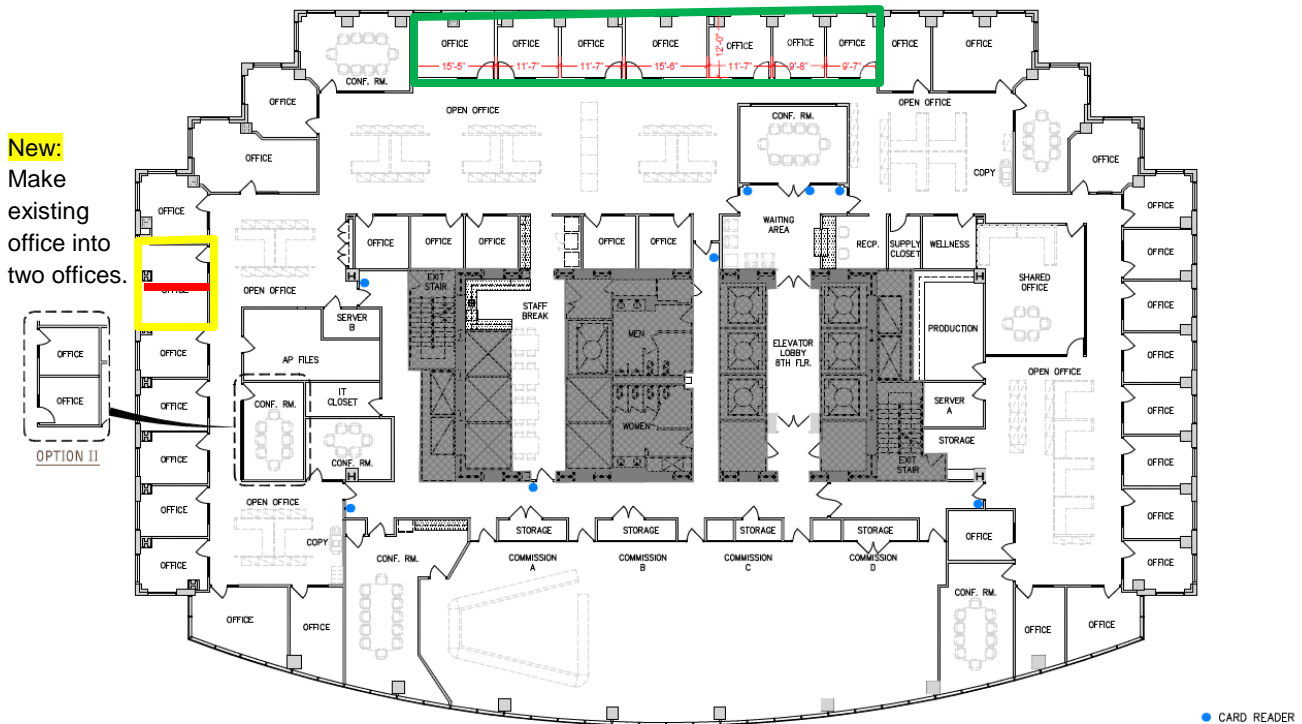 OFFICE
OFFICE
OFFICE
OFFICE
OFFICE
OFFICE
OFFICE
OFFICE
OFFICE
12'-0"
15'-5"
11'-7"
11'-7"
15'-6"
11'-7"
9'-8"
9'-7"
CONF. RM.
OFFICE
OPEN OFFICE
OPEN OFFICE
CONF. RM.
New:
Make
existing
office into
two offices.
OFFICE
OFFICE
COPY
OFFICE
OFFICE
OFFICE
OFFICE
OFFICE
OFFICE
OFFICE
WAITING
AREA
RECP.
SUPPLY
CLOSET
WELLNESS
OFFICE
EXIT
STAIR
SHARED
OFFICE
OPEN OFFICE
STAFF
BREAK
OFFICE
SERVER
B
MEN
PRODUCTION
ELEVATOR
LOBBY
8TH FLR.
OFFICE
OFFICE
AP FILES
OFFICE
OFFICE
OPEN OFFICE
IT
CLOSET
OFFICE
OFFICE
CONF. RM.
SERVER
A
OFFICE
WOMEN
STORAGE
OPTION II
OFFICE
CONF. RM.
EXIT
STAIR
OFFICE
OPEN OFFICE
OFFICE
OFFICE
STORAGE
STORAGE
STORAGE
STORAGE
OFFICE
COPY
OFFICE
CONF. RM.
COMMISSION
A
COMMISSION
B
COMMISSION
C
COMMISSION
D
OFFICE
CONF. RM.
OFFICE
OFFICE
OFFICE
OFFICE
CARD READER